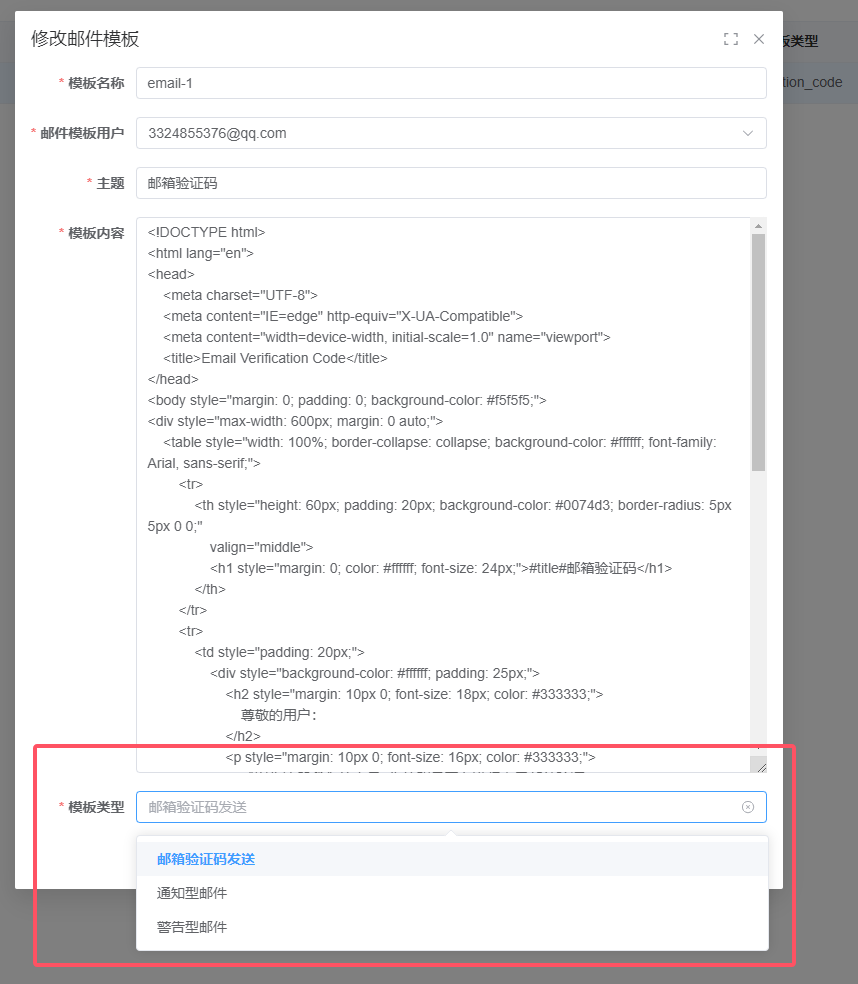 修改邮件模板
板类型
* 模板名称 email-1
tion_code
* 邮件模板用户 3324855376@qq.com
* 主题 邮箱验证码
* 模板内容 <!DOCTYPE html>
<html lang="en">
<head>
<meta charset="UTF-8">
<meta content="IE=edge" http-equiv="X-UA-Compatible">
<meta content="width=device-width, initial-scale=1.0" name="viewport">
<title>Email Verification Code</title>
</head>
<body style="margin: 0; padding: 0; background-color: #f5f5f5;">
<div style="max-width: 600px; margin: 0 auto;">
<table style="width: 100%; border-collapse: collapse; background-color: #ffffff; font-family:
Arial, sans-serif;">
<tr>
<th style="height: 60px; padding: 20px; background-color: #0074d3; border-radius: 5px
5px 0 0;"
valign="middle">
<h1 style="margin: 0; color: #ffffff; font-size: 24px;">#title#邮箱验证码</h1>
</th>
</tr>
<tr>
<td style="padding: 20px;">
<div style="background-color: #ffffff; padding: 25px;">
<h2 style="margin: 10px 0; font-size: 18px; color: #333333;">
尊敬的用户：
</h2>
<p style="margin: 10px 0; font-size: 16px; color: #333333;">
* 模板类型 邮箱验证码发送
邮箱验证码发送
通知型邮件
警告型邮件